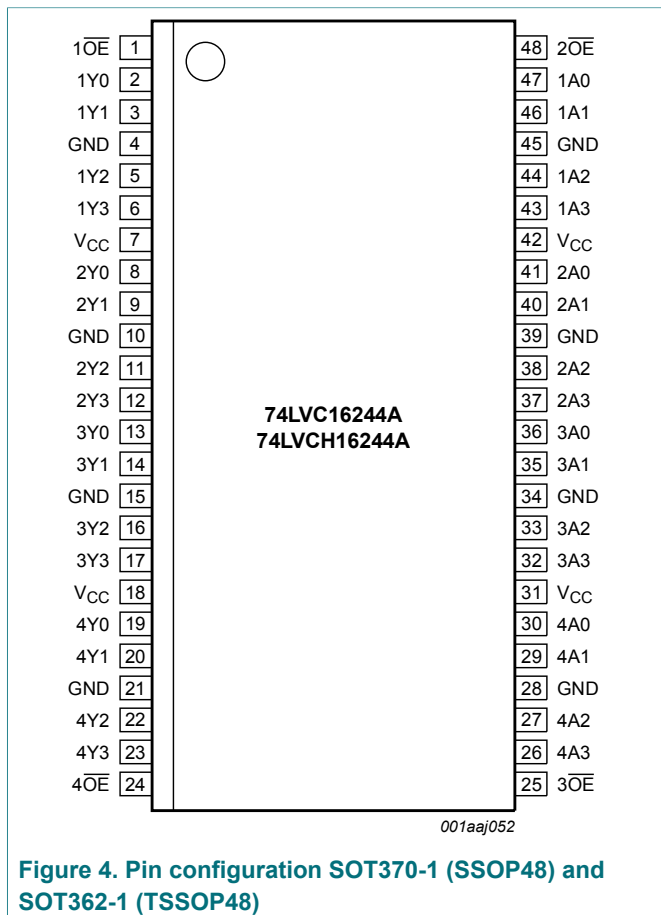 1O̅E̅ 1 48 2O̅E̅
1Y0 2 47 1A0
1Y1 3 46 1A1
GND 4 45 GND
1Y2 5 44 1A2
1Y3 6 43 1A3
VCC 7 42 VCC
2Y0 8 41 2A0
2Y1 9 40 2A1
GND 10 39 GND
2Y2 11 38 2A2
2Y3 12 37 2A3
74LVC16244A
74LVCH16244A
3Y0 13 36 3A0
3Y1 14 35 3A1
GND 15 34 GND
3Y2 16 33 3A2
3Y3 17 32 3A3
VCC 18 31 VCC
4Y0 19 30 4A0
4Y1 20 29 4A1
GND 21 28 GND
4Y2 22 27 4A2
4Y3 23 26 4A3
4O̅E̅ 24 25 3O̅E̅
001aaj052
Figure 4. Pin configuration SOT370-1 (SSOP48) and
SOT362-1 (TSSOP48)